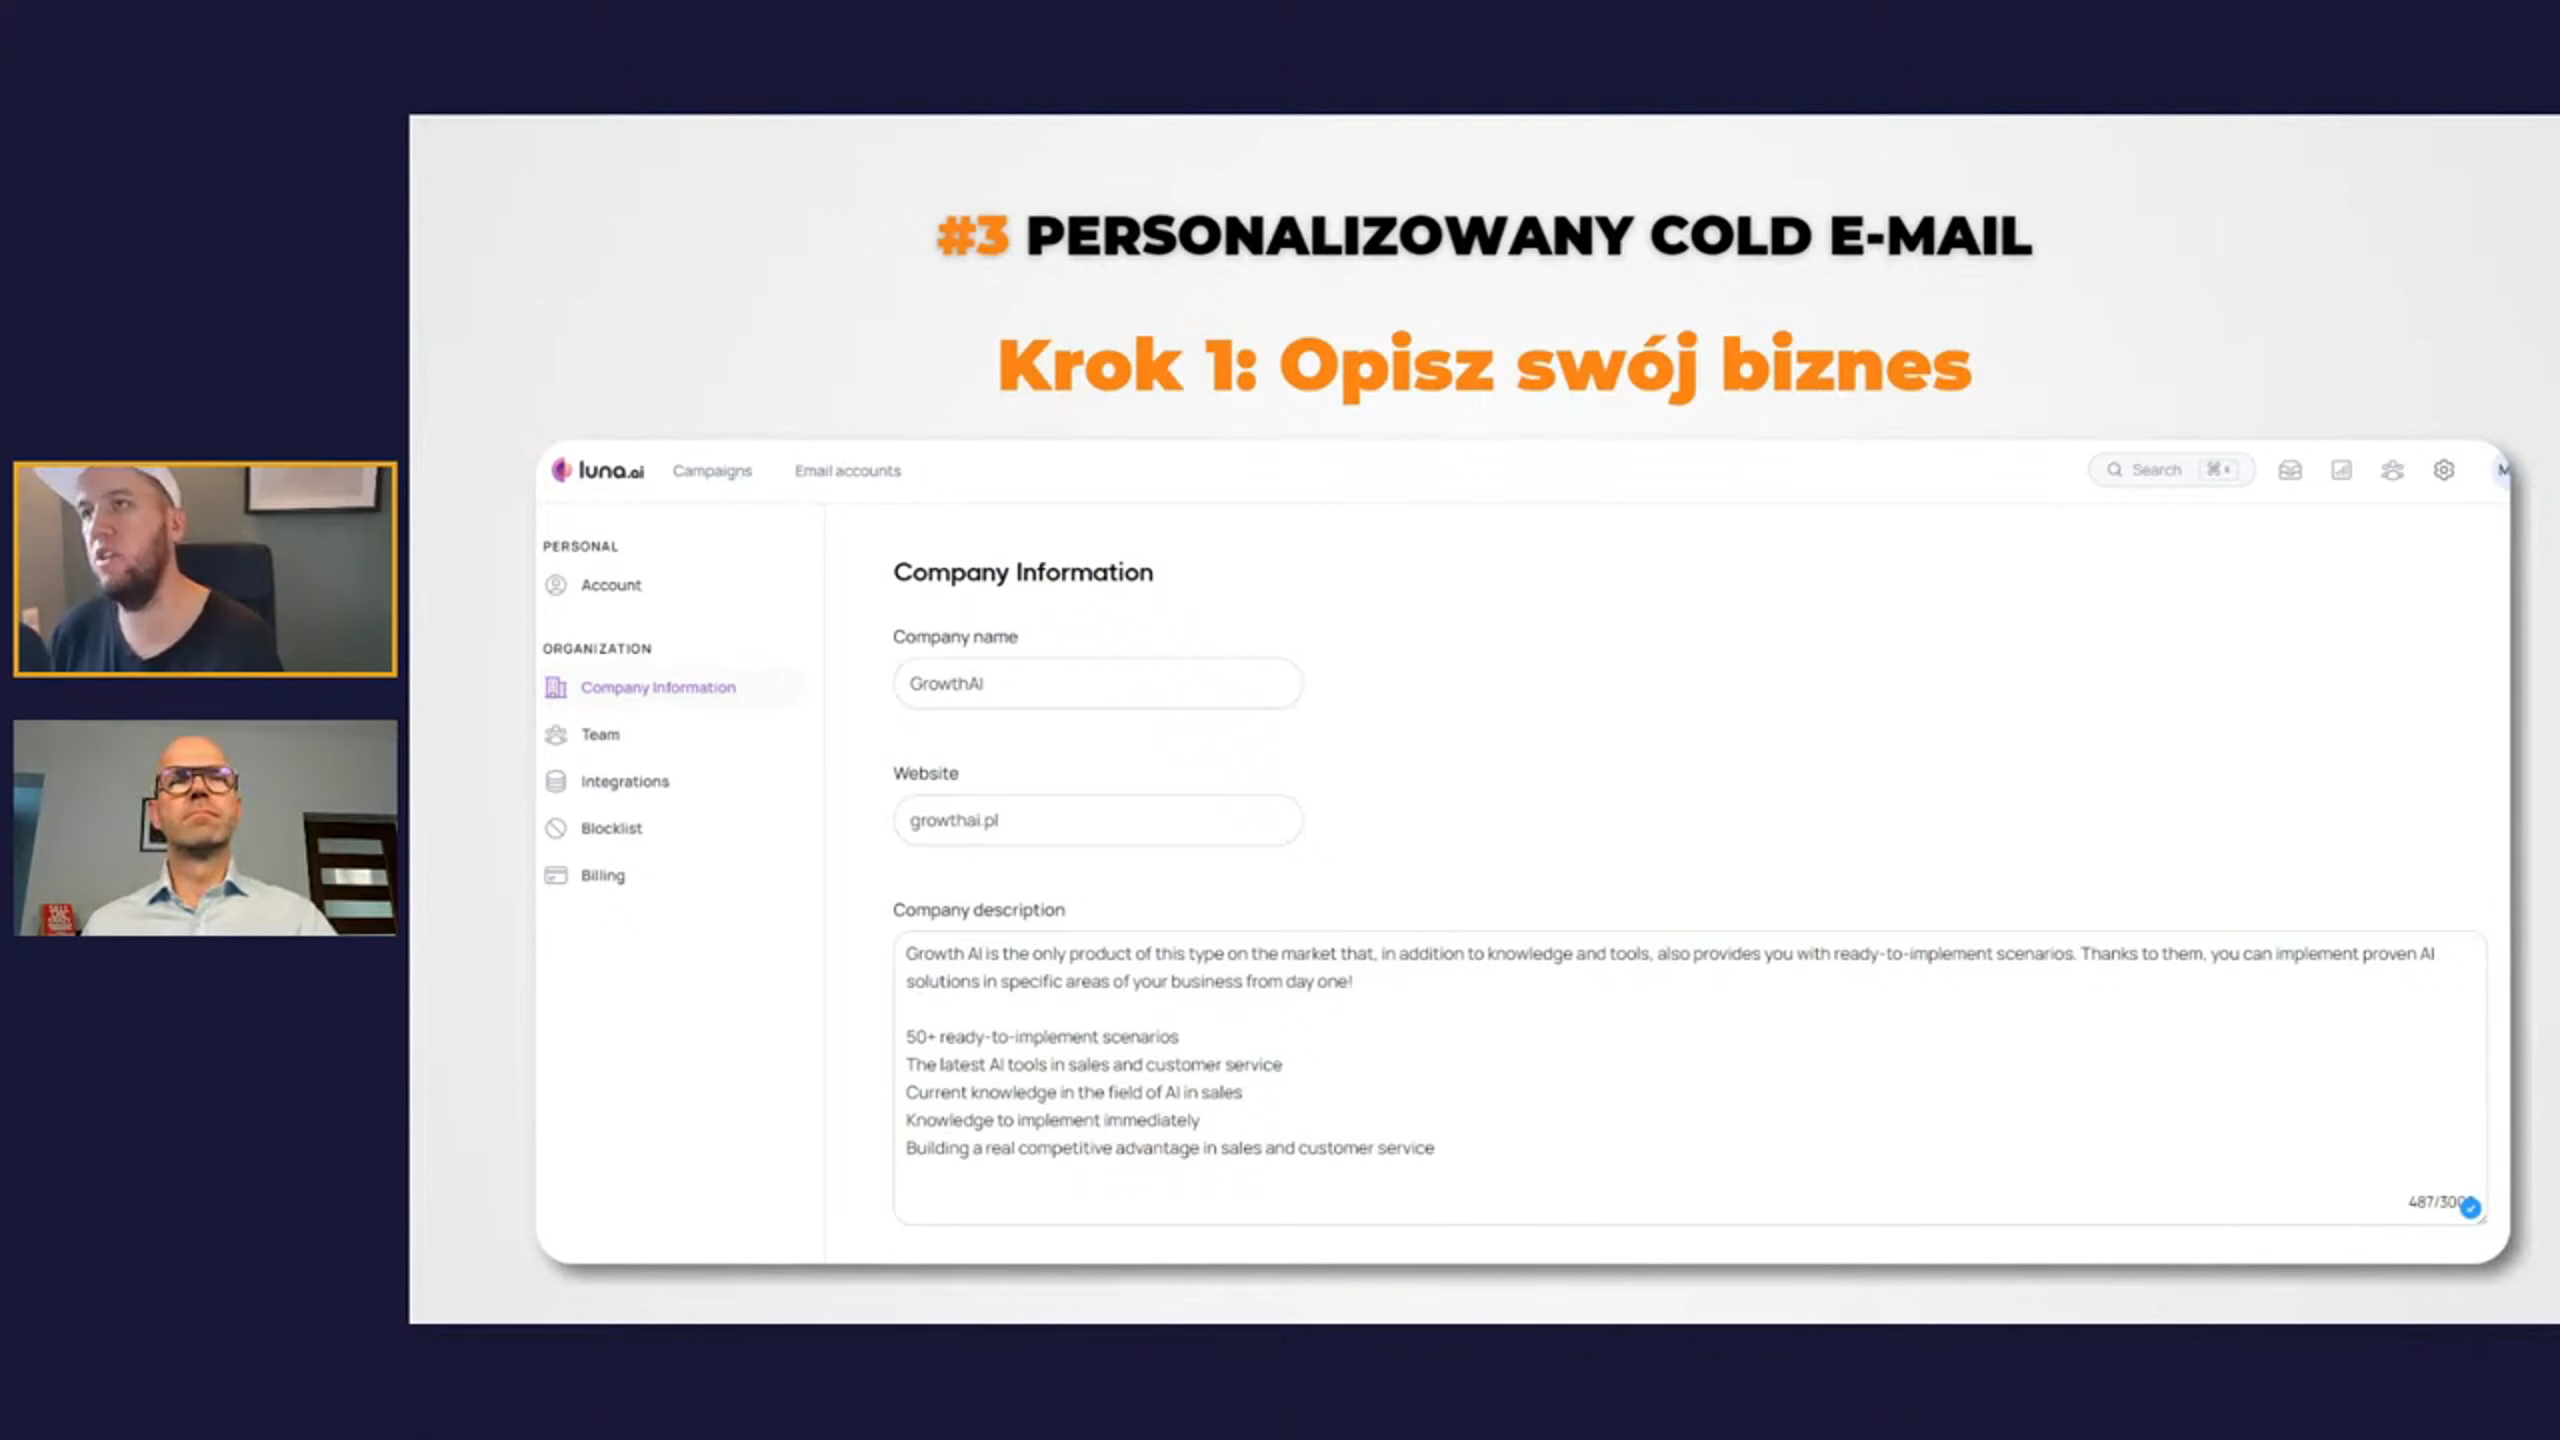 #3 PERSONALIZOWANY COLD E-MAIL
Krok 1: Opisz swój biznes
luna.ai
Campaigns
Email accounts
Search
⌘ K
M
PERSONAL
Account
ORGANIZATION
Company Information
Team
Integrations
Blocklist
Billing
Company Information
Company name
GrowthAI
Website
growthai.pl
Company description
Growth AI is the only product of this type on the market that, in addition to knowledge and tools, also provides you with ready-to-implement scenarios. Thanks to them, you can implement proven AI
solutions in specific areas of your business from day one!
50+ ready-to-implement scenarios
The latest AI tools in sales and customer service
Current knowledge in the field of AI in sales
Knowledge to implement immediately
Building a real competitive advantage in sales and customer service